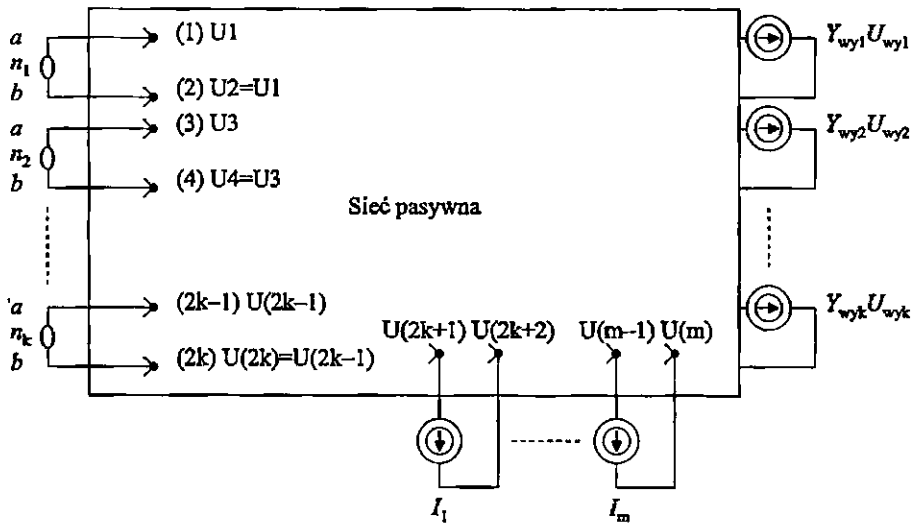 a
n1
b
(1) U1
(2) U2=U1
a
n2
b
(3) U3
(4) U4=U3
Sieć pasywna
a
nk
b
(2k–1) U(2k–1)
(2k) U(2k)=U(2k–1)
U(2k+1) U(2k+2)
U(m–1) U(m)
Ywy1Uwy1
Ywy2Uwy2
YwykUwyk
I1
Im